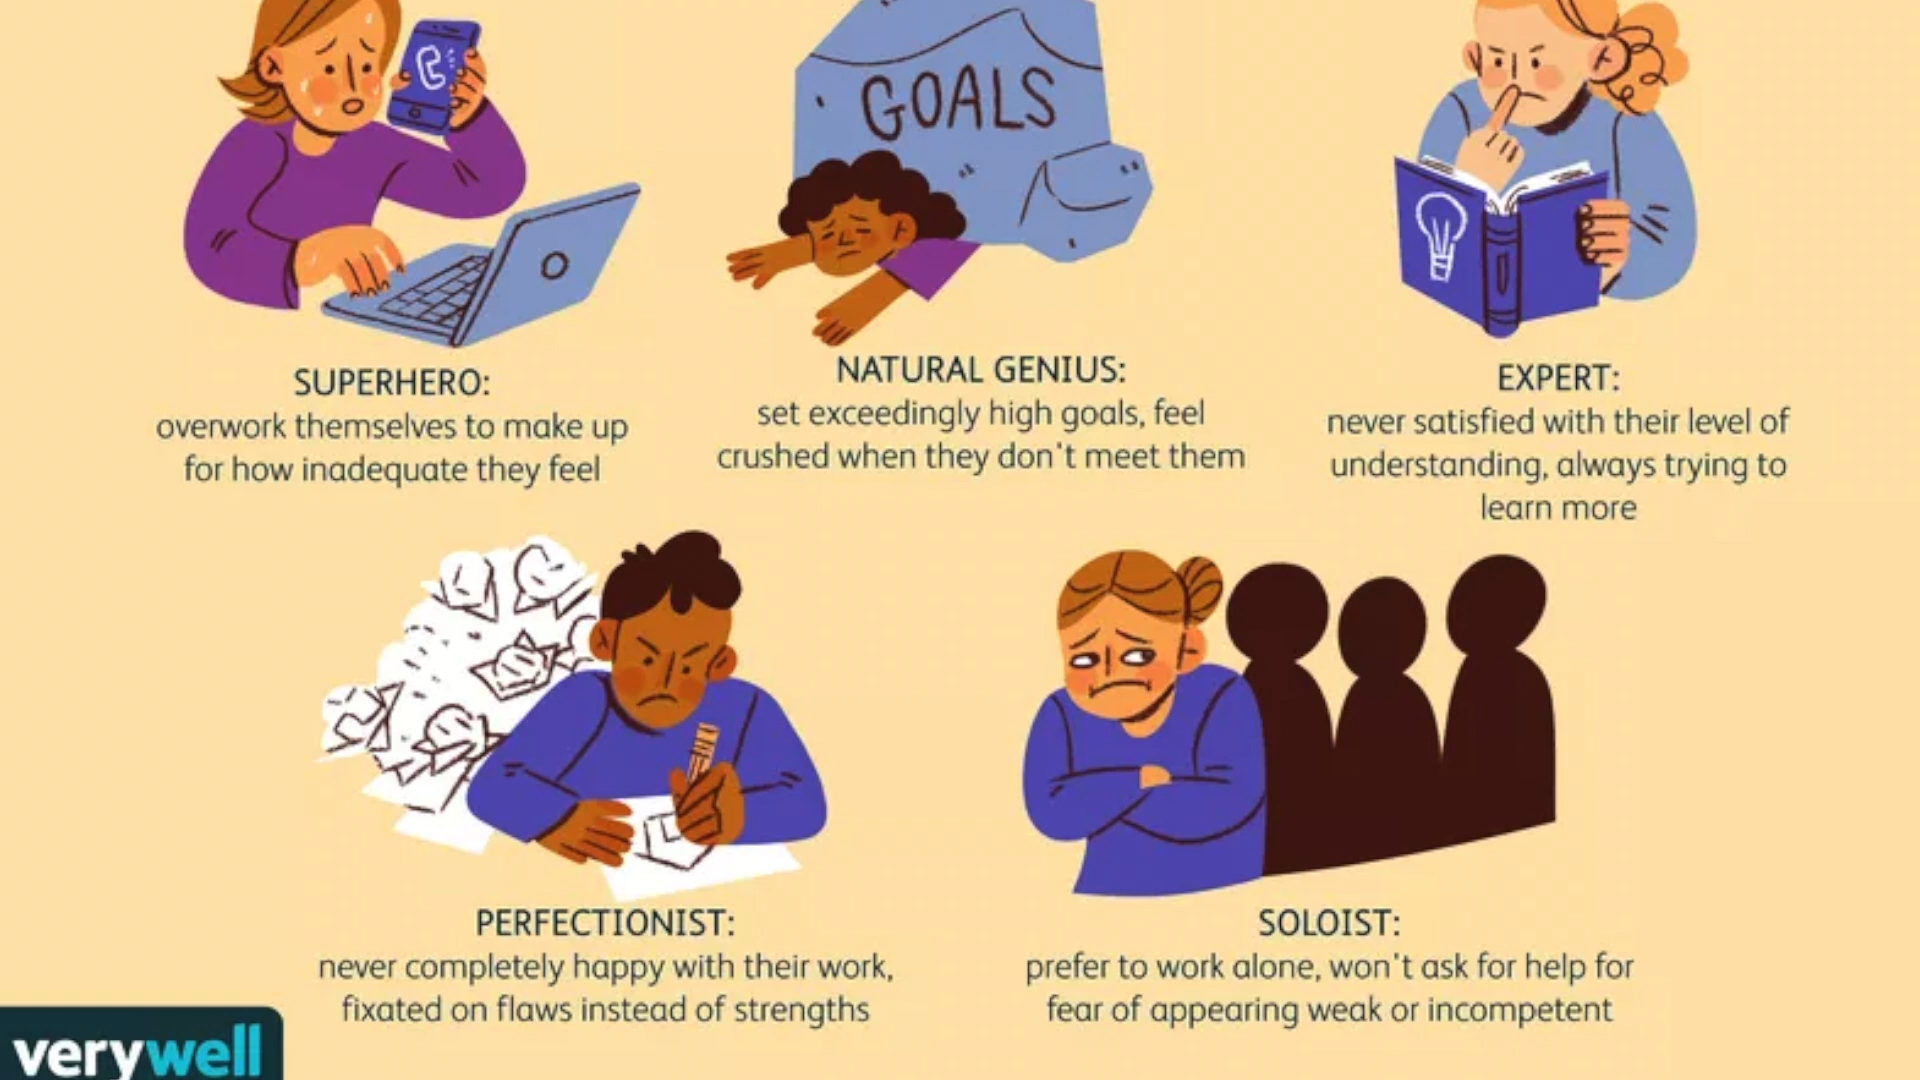 GOALS
SUPERHERO:
overwork themselves to make up
for how inadequate they feel
NATURAL GENIUS:
set exceedingly high goals, feel
crushed when they don't meet them
EXPERT:
never satisfied with their level of
understanding, always trying to
learn more
PERFECTIONIST:
never completely happy with their work,
fixated on flaws instead of strengths
SOLOIST:
prefer to work alone, won't ask for help for
fear of appearing weak or incompetent
verywell